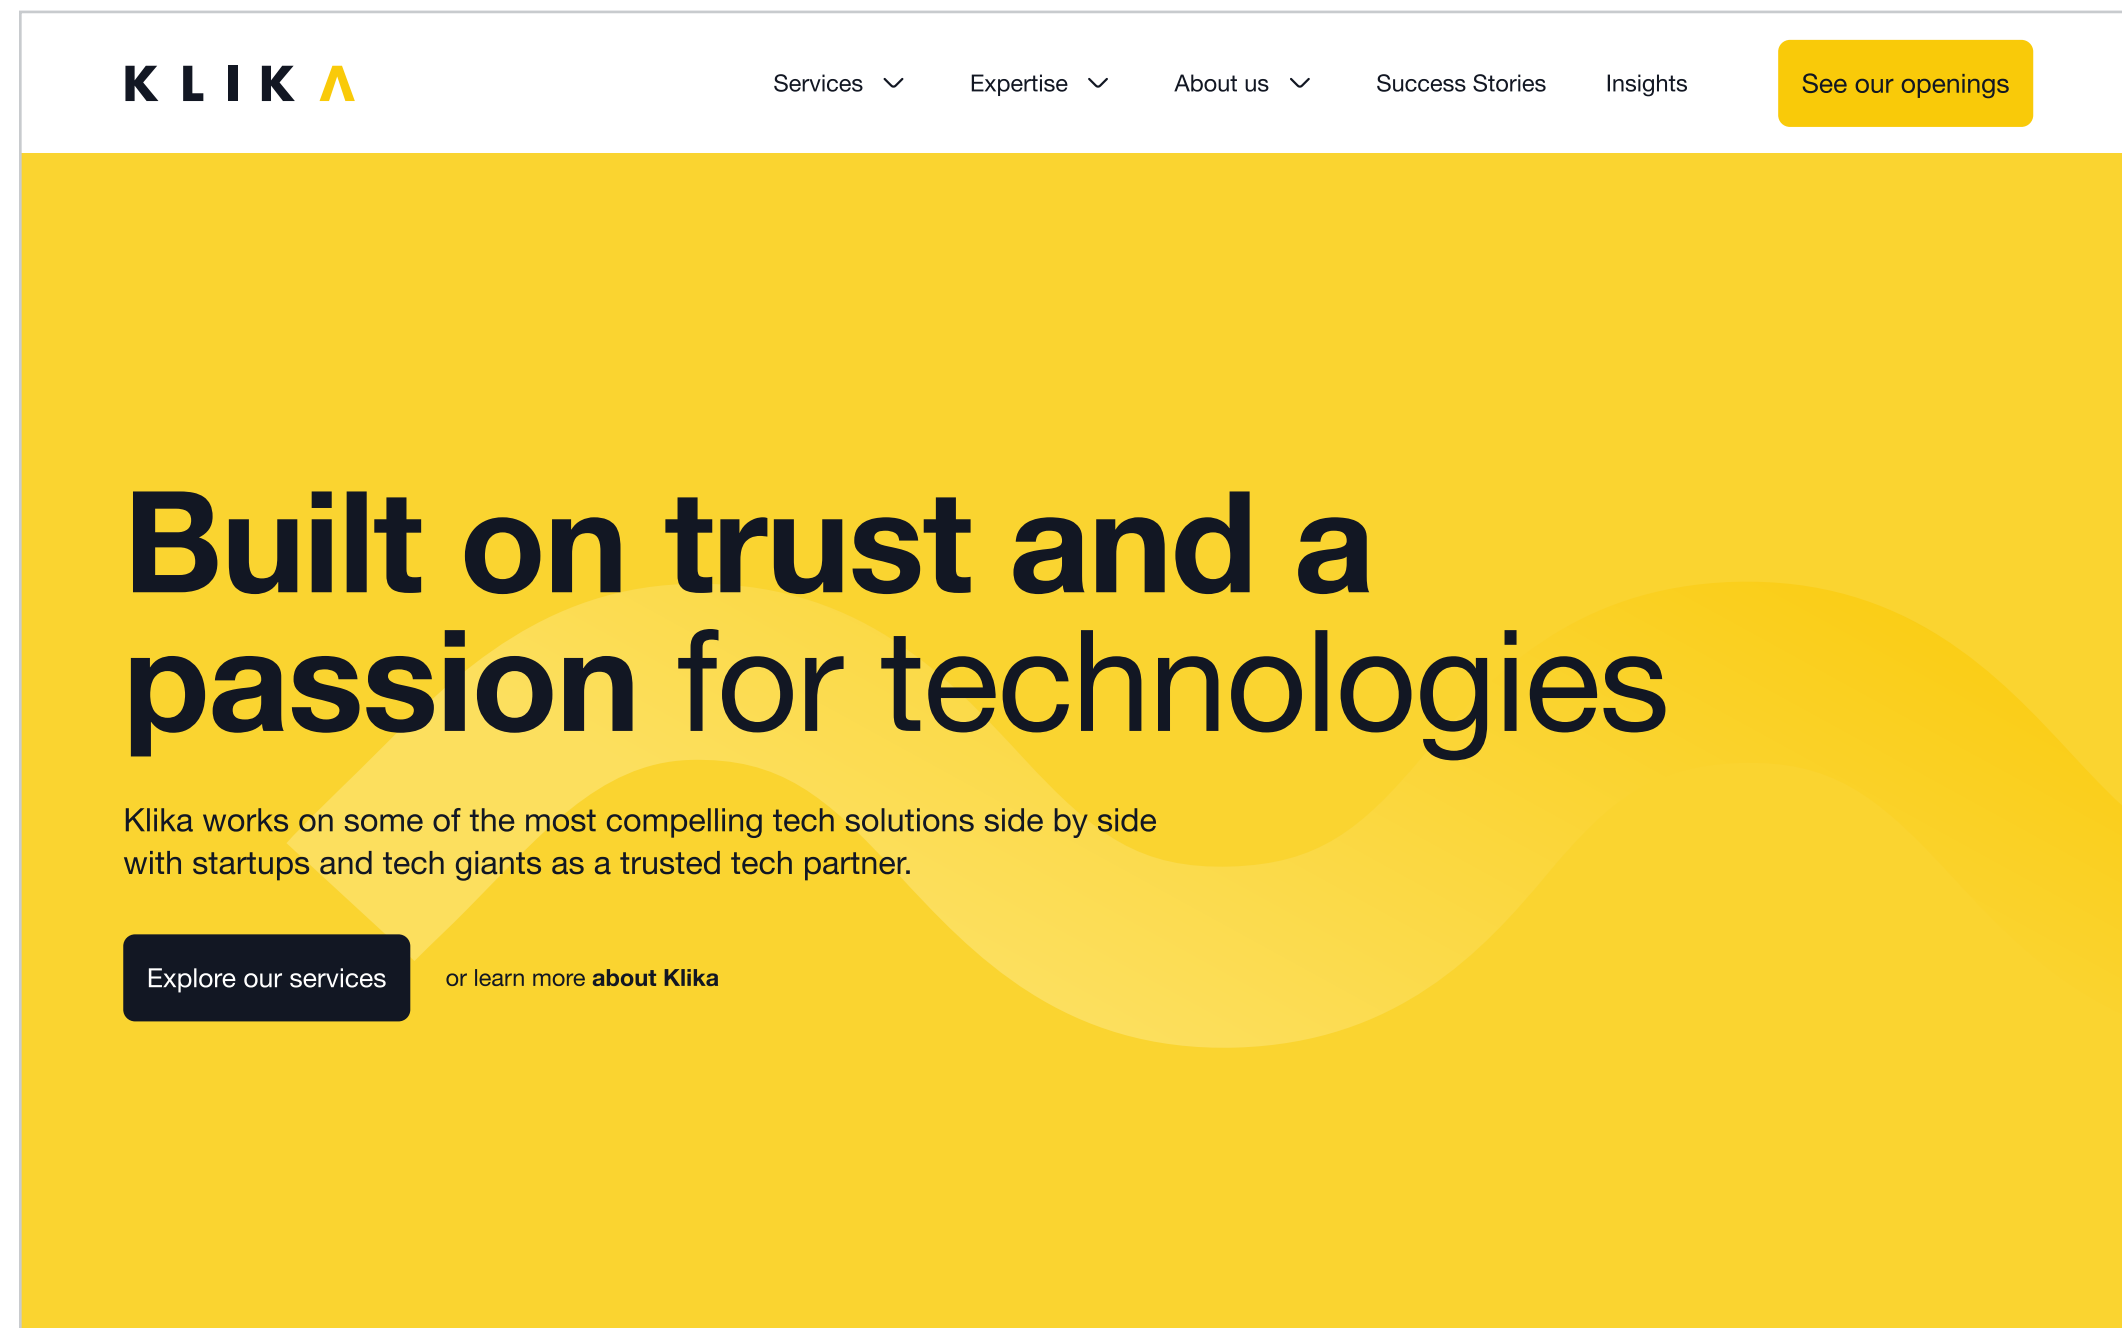 KLIKA
Services
Expertise
About us
Success Stories
Insights
See our openings
Built on trust and a
passion for technologies
Klika works on some of the most compelling tech solutions side by side
with startups and tech giants as a trusted tech partner.
Explore our services
or learn more about Klika